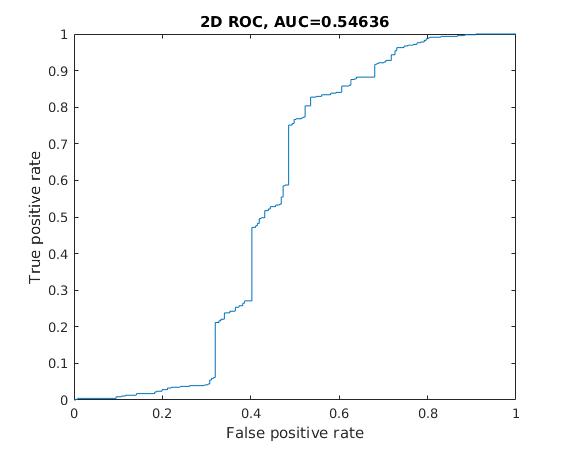 2D ROC, AUC=0.54636
1
0.9
0.8
0.7
0.6
0.5
0.4
0.3
0.2
0.1
0
True positive rate
0 0.2 0.4 0.6 0.8 1
False positive rate